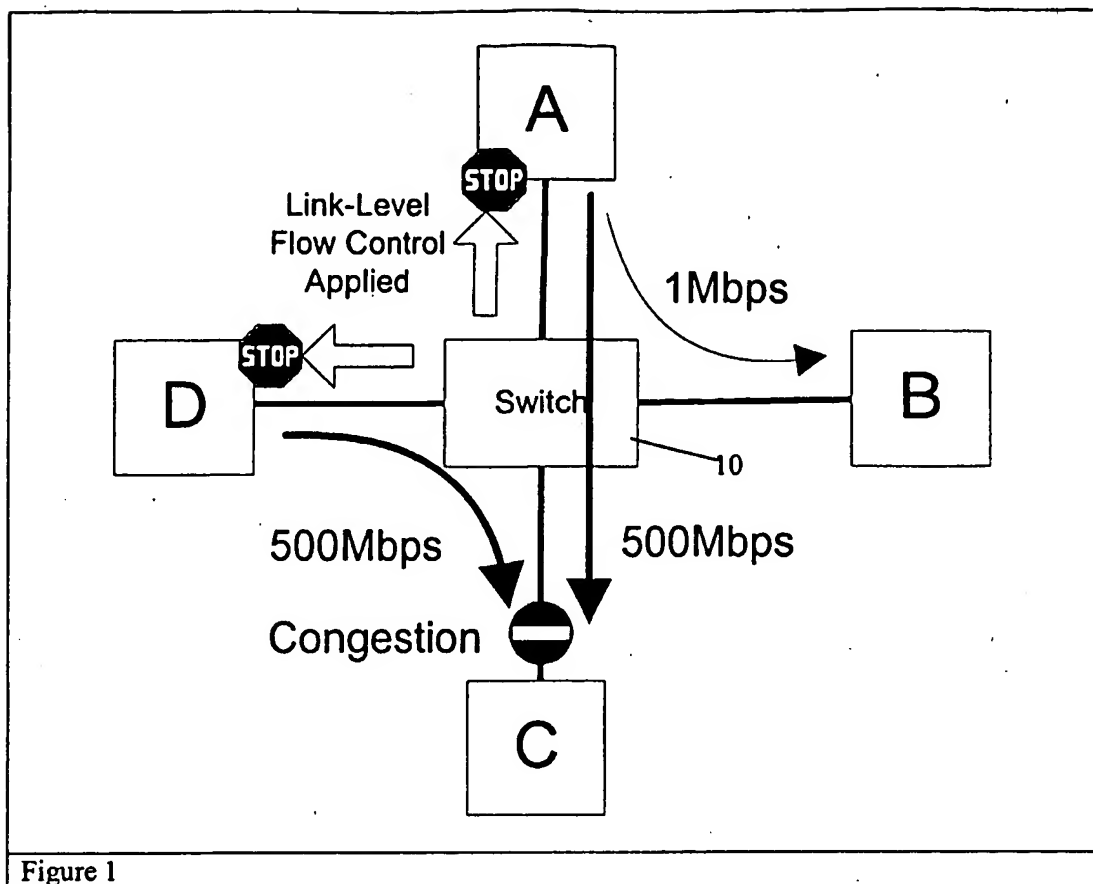 A
STOP
Link-Level
Flow Control
Applied
1Mbps
STOP
D
Switch
B
10
500Mbps
500Mbps
Congestion
C
Figure 1